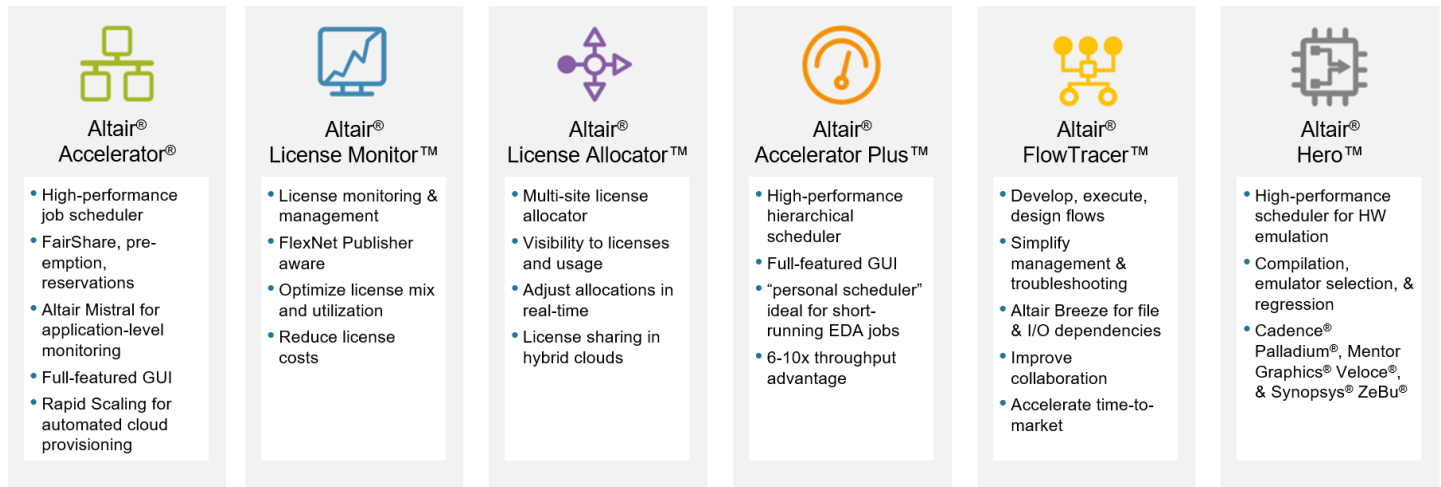 Altair®
Accelerator®
• High-performance
job scheduler
• FairShare, pre-
emption,
reservations
• Altair Mistral for
application-level
monitoring
• Full-featured GUI
• Rapid Scaling for
automated cloud
provisioning
Altair®
License Monitor™
• License monitoring &
management
• FlexNet Publisher
aware
• Optimize license mix
and utilization
• Reduce license
costs
Altair®
License Allocator™
• Multi-site license
allocator
• Visibility to licenses
and usage
• Adjust allocations in
real-time
• License sharing in
hybrid clouds
Altair®
Accelerator Plus™
• High-performance
hierarchical
scheduler
• Full-featured GUI
• “personal scheduler”
ideal for short-
running EDA jobs
• 6-10x throughput
advantage
Altair®
FlowTracer™
• Develop, execute,
design flows
• Simplify
management &
troubleshooting
• Altair Breeze for file
& I/O dependencies
• Improve
collaboration
• Accelerate time-to-
market
Altair®
Hero™
• High-performance
scheduler for HW
emulation
• Compilation,
emulator selection, &
regression
• Cadence®
Palladium®, Mentor
Graphics® Veloce®,
& Synopsys® ZeBu®